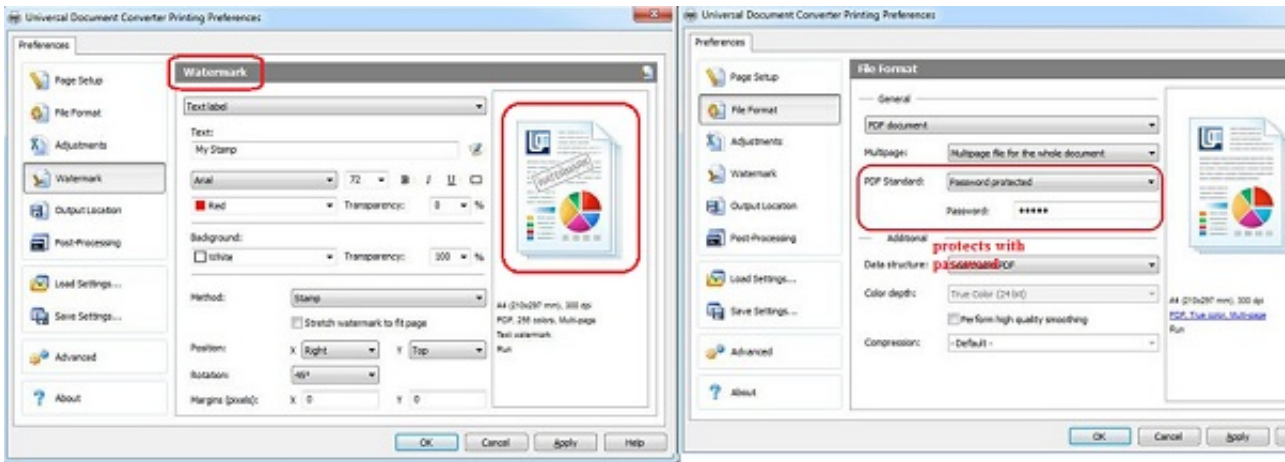 Universal Document Converter Printing Preferences
Preferences
Page Setup
File Format
Adjustments
Watermark
Output Location
Post-Processing
Load Settings...
Save Settings...
Advanced
About
Watermark
Text label
Text:
My Stamp
Arial 72 B I U
Red Transparency: 0 %
Background:
White Transparency: 100 %
Method: Stamp
Stretch watermark to fit page
Position: X Right Y Top
Rotation: 45°
Margins (pixels): X 0 Y 0
WATERMARK
A4 (210x297 mm), 300 dpi
PDF, 256 colors, Multi-page
Text watermark
Run
OK Cancel Apply Help
Universal Document Converter Printing Preferences
Preferences
Page Setup
File Format
Adjustments
Watermark
Output Location
Post-Processing
Load Settings...
Save Settings...
Advanced
About
File Format
General
PDF document
Multipage: Multipage file for the whole document
PDF Standard: Password protected
Password: *****
Additional
protects with
password
Data structure: PDF
Color depth: True Color (24 bit)
Perform high quality smoothing
Compression: - Default -
A4 (210x297 mm), 300 dpi
PDF, True color, Multi-page
Run
OK Cancel Apply